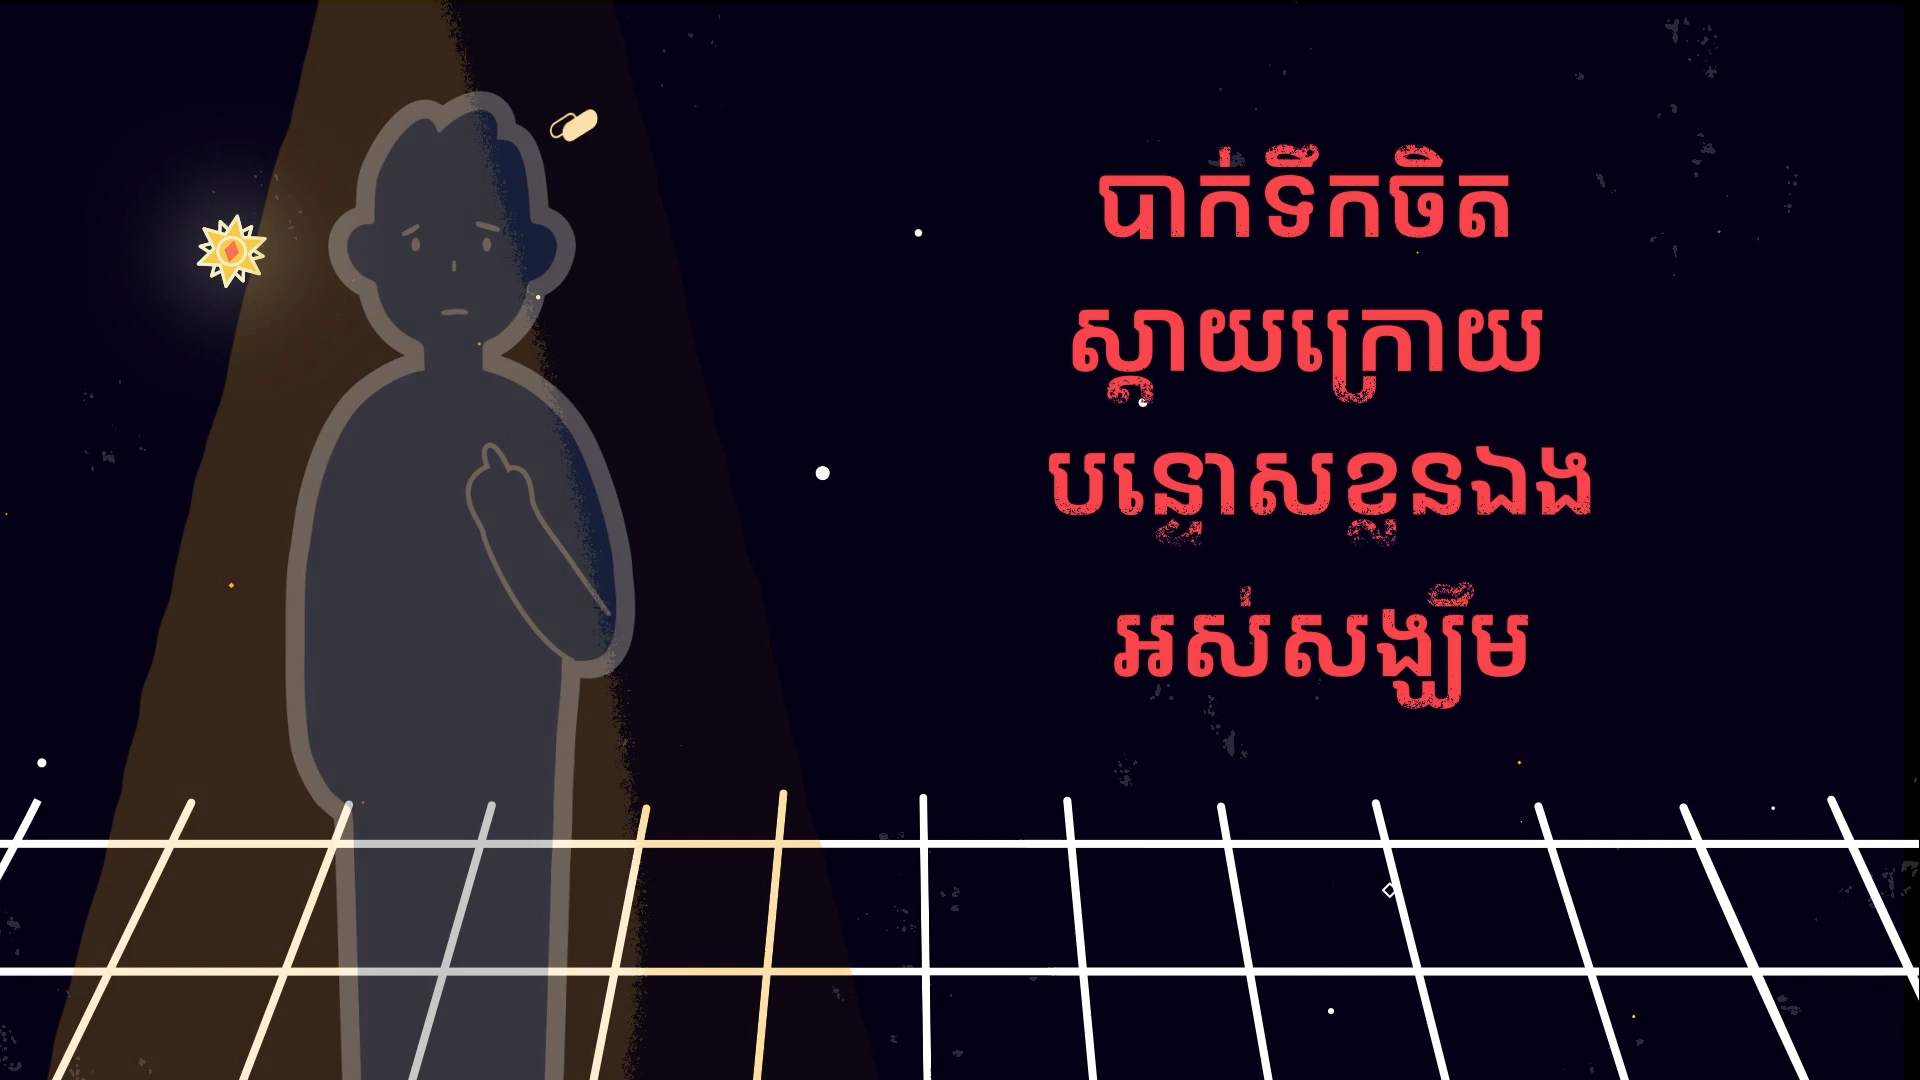 បាក់ទឹកចិត
ស្ដាយក្រោយ
បន្ទោសខ្លួនឯង
អស់សង្ឃឹម